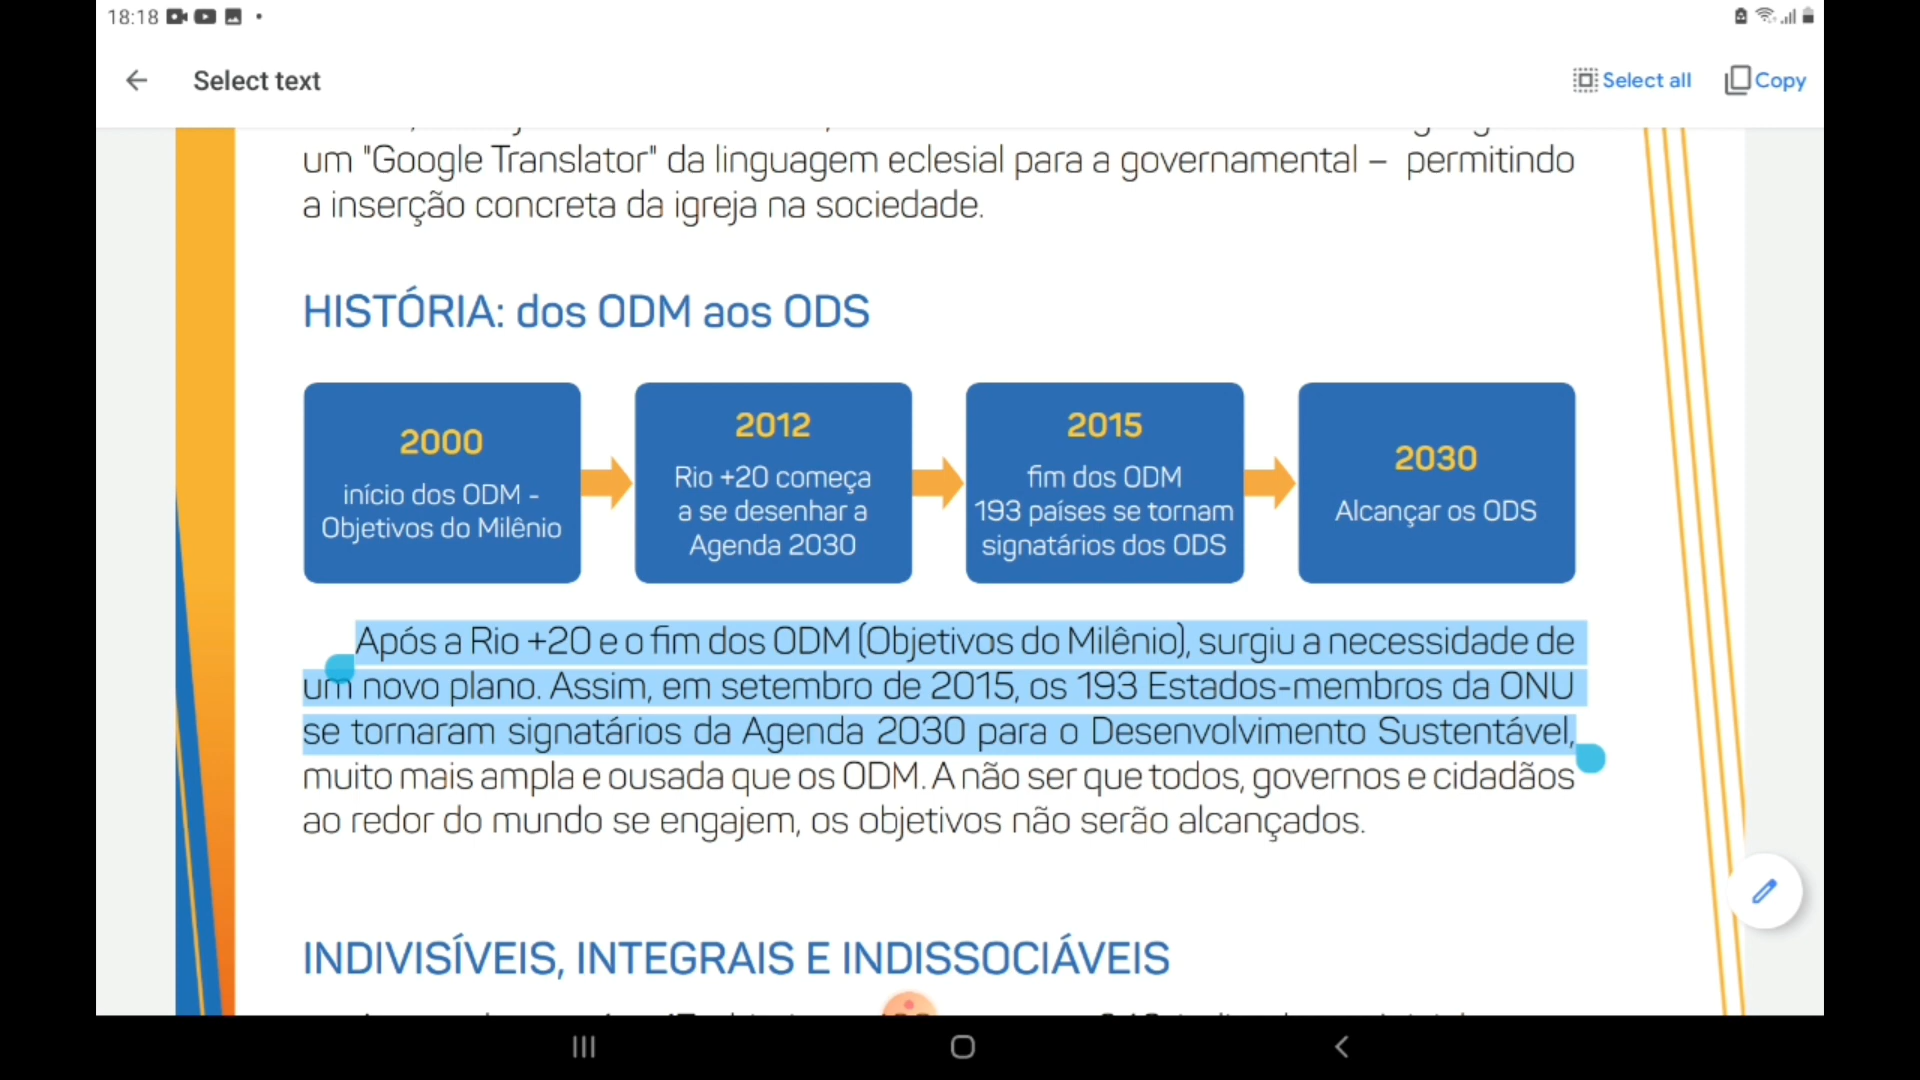 18:18
Select text
Select all
Copy
um "Google Translator" da linguagem eclesial para a governamental – permitindo
a inserção concreta da igreja na sociedade.
HISTÓRIA: dos ODM aos ODS
2000
início dos ODM -
Objetivos do Milênio
2012
Rio +20 começa
a se desenhar a
Agenda 2030
2015
fim dos ODM
193 países se tornam
signatários dos ODS
2030
Alcançar os ODS
Após a Rio +20 e o fim dos ODM (Objetivos do Milênio), surgiu a necessidade de
um novo plano. Assim, em setembro de 2015, os 193 Estados-membros da ONU
se tornaram signatários da Agenda 2030 para o Desenvolvimento Sustentável,
muito mais ampla e ousada que os ODM. A não ser que todos, governos e cidadãos
ao redor do mundo se engajem, os objetivos não serão alcançados.
INDIVISÍVEIS, INTEGRAIS E INDISSOCIÁVEIS